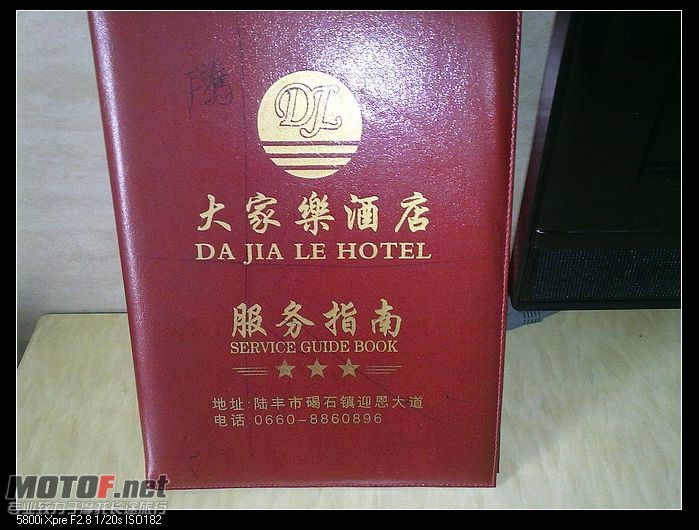 腾
DJL
大家樂酒店
DA JIA LE HOTEL
服务指南
SERVICE GUIDE BOOK
地址:陆丰市碣石镇迎恩大道
电话:0660-8860896
MOTOF.net
5800iXpre F2.8 1/20s ISO182